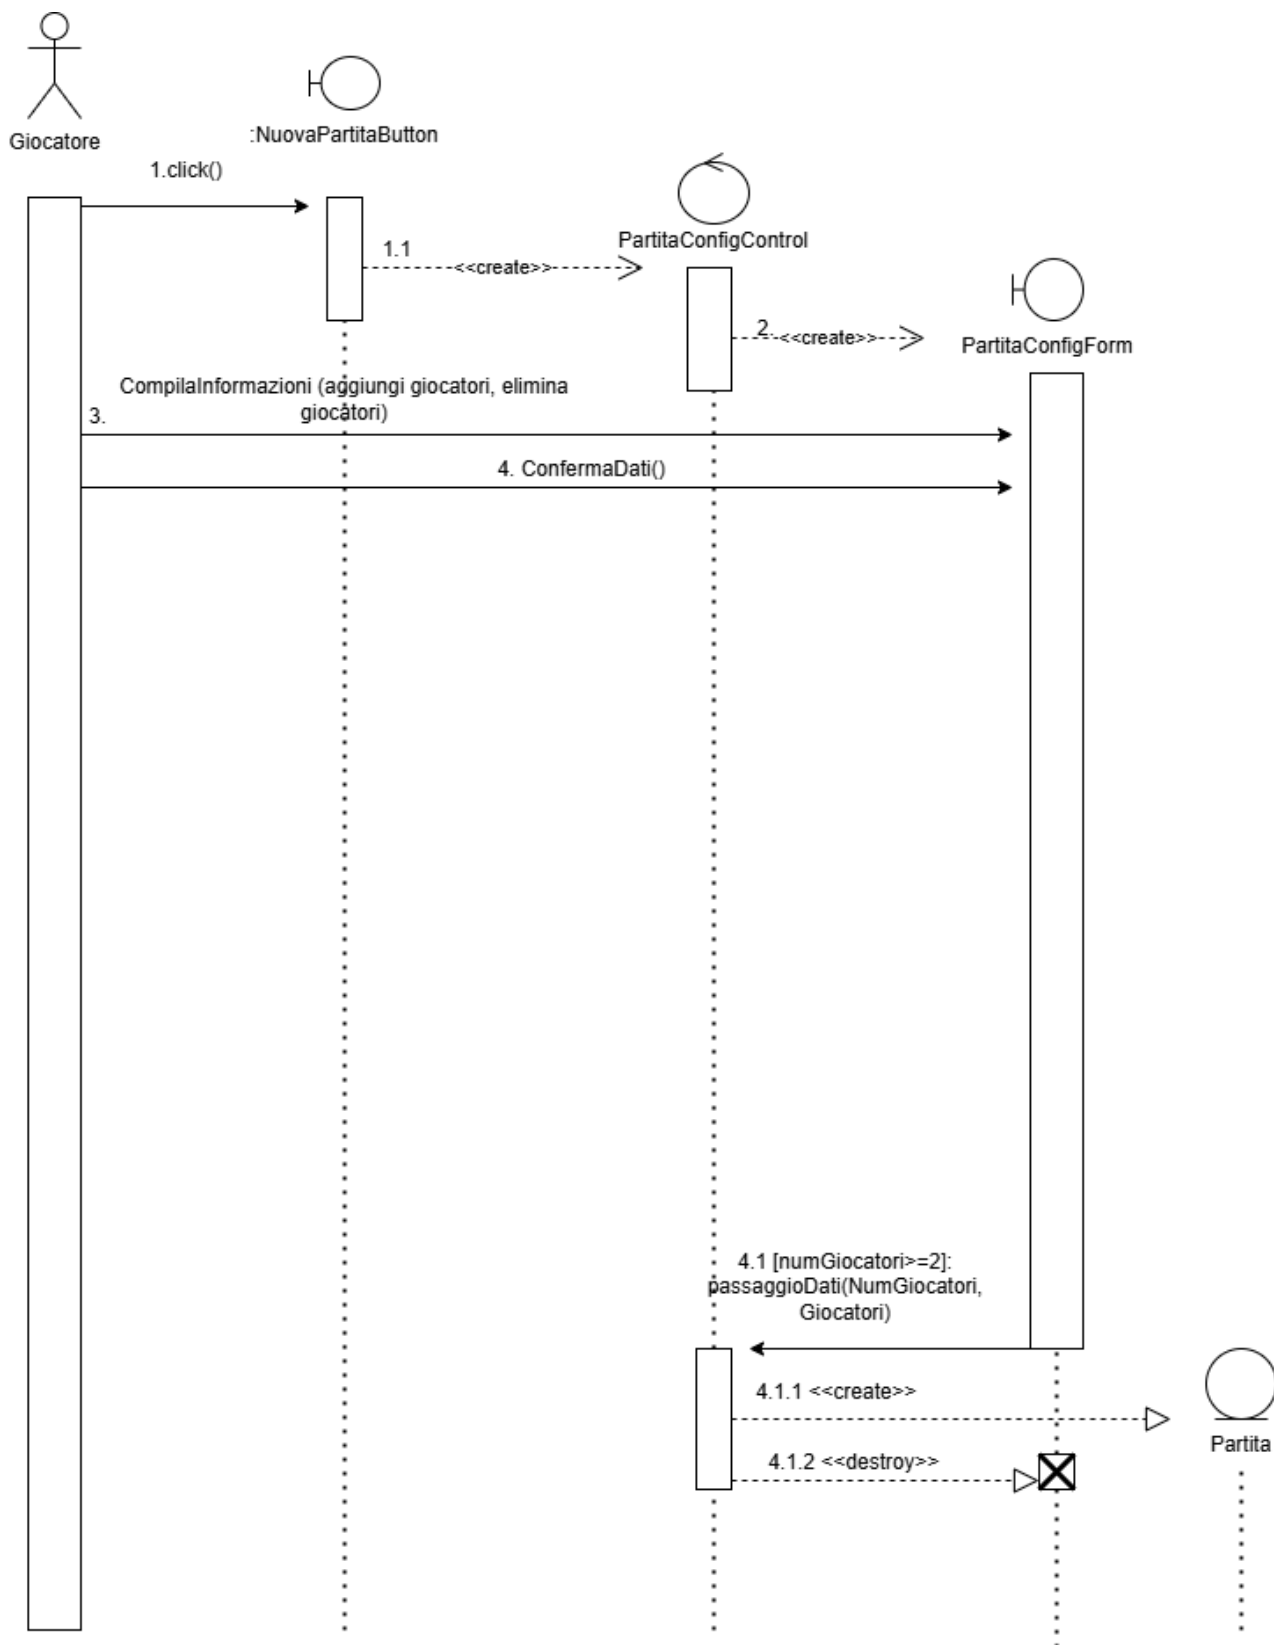 Giocatore
:NuovaPartitaButton
1.click()
PartitaConfigControl
1.1
<<create>>
PartitaConfigForm
2.
<<create>>
CompilaInformazioni (aggiungi giocatori, elimina
giocatori)
3.
4. ConfermaDati()
4.1 [numGiocatori>=2]:
passaggioDati(NumGiocatori,
Giocatori)
4.1.1 <<create>>
Partita
4.1.2 <<destroy>>